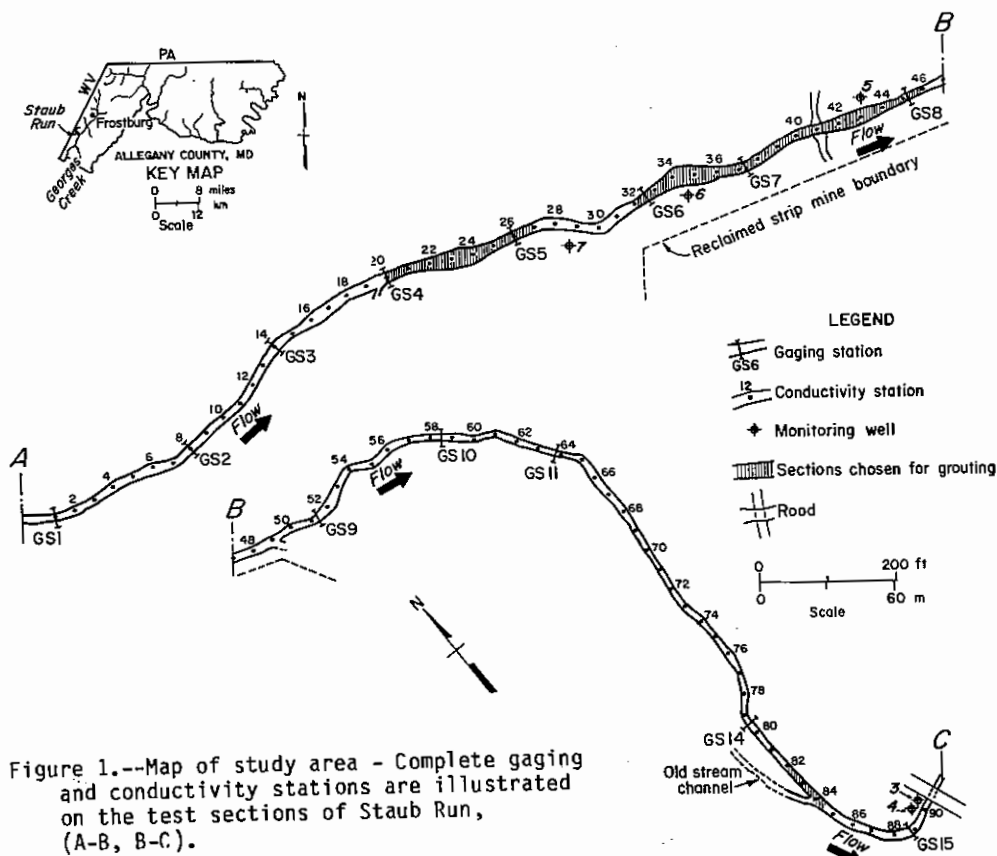 PA
WV
N
Staub
Run
Frostburg
Georges
Creek
ALLEGANY COUNTY, MD
KEY MAP
0 8 miles
0 12 km
Scale
A
GS1
2
4
6
8
GS2
10
12
Flow
14
GS3
16
18
20
GS4
22
24
26
GS5
28
7
30
32
GS6
34
6
36
GS7
40
42
5
44
46
GS8
Flow
B
Reclaimed strip mine boundary
LEGEND
GS6 Gaging station
12 Conductivity station
Monitoring well
Sections chosen for grouting
Road
0 200 ft
0 60 m
Scale
B
48
50
52
GS9
54
56
Flow
58
GS10
60
62
GS11
64
66
68
70
72
74
76
78
GS14
80
82
84
Old stream
channel
86
88
Flow
GS15
90
3
4
C
N
Figure 1.--Map of study area - Complete gaging
and conductivity stations are illustrated
on the test sections of Staub Run,
(A-B, B-C).